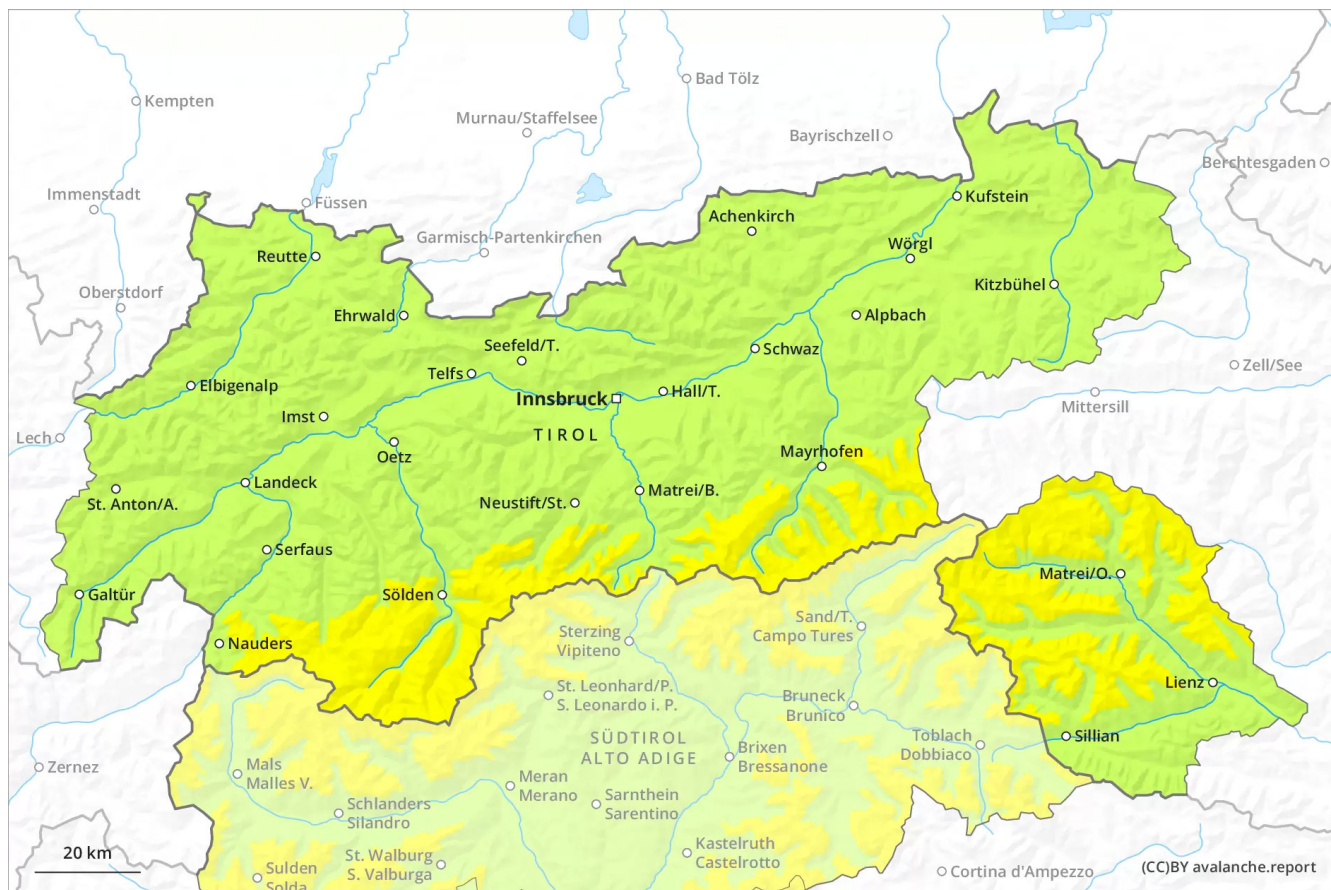 Kempten
Bad Tölz
Murnau/Staffelsee
Bayrischzell
Berchtesgaden
Immenstadt
Füssen
Kufstein
Achenkirch
Garmisch-Partenkirchen
Wörgl
Reutte
Oberstdorf
Kitzbühel
Ehrwald
Alpbach
Seefeld/T.
Schwaz
Zell/See
Telfs
Elbigenalp
Hall/T.
Innsbruck
Mittersill
Imst
TIROL
Lech
Oetz
Mayrhofen
Landeck
St. Anton/A.
Matrei/B.
Neustift/St.
Serfaus
Matrei/O.
Galtür
Sölden
Sand/T.
Campo Tures
Sterzing
Vipiteno
Nauders
Lienz
St. Leonhard/P.
S. Leonardo i. P.
Bruneck
Brunico
SÜDTIROL
ALTO ADIGE
Toblach
Dobbiaco
Sillian
Brixen
Bressanone
Zernez
Mals
Malles V.
Meran
Merano
Sarnthein
Sarentino
Schlanders
Silandro
Kastelruth
Castelrotto
20 km
St. Walburg
S. Valburga
Sulden
Solda
Cortina d'Ampezzo
(CC)BY avalanche.report